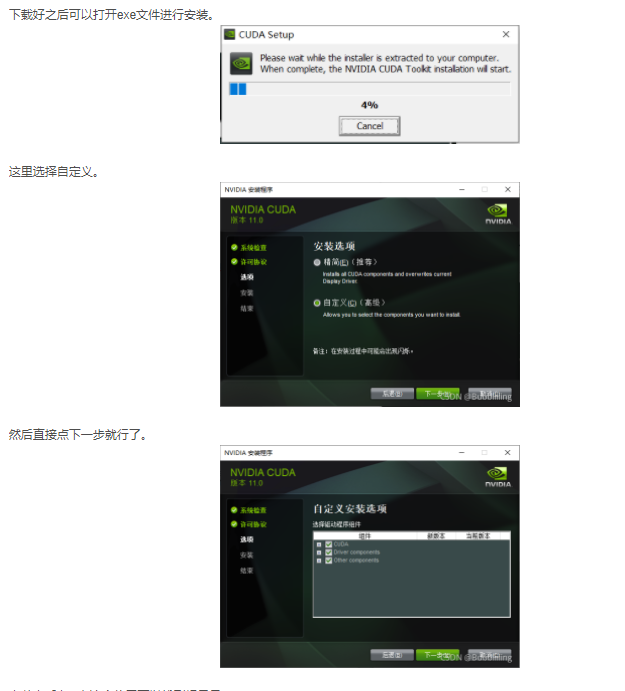 下载好之后可以打开exe文件进行安装。
CUDA Setup
Please wait while the installer is extracted to your computer.
When complete, the NVIDIA CUDA Toolkit installation will start.
4%
Cancel
这里选择自定义。
NVIDIA 安装程序
NVIDIA CUDA
版本 11.0
NVIDIA
系统检查
许可协议
选项
安装
结束
安装选项
精简(E)（推荐）
Installs all CUDA components and overwrites current
Display Driver.
自定义(C)（高级）
Allows you to select the components you want to install.
备注：在安装过程中可能会出现闪烁。
后退(B)
下一步(N)
取消(C)
CSDN @Bubbliiiing
然后直接点下一步就行了。
NVIDIA 安装程序
NVIDIA CUDA
版本 11.0
NVIDIA
系统检查
许可协议
选项
安装
结束
自定义安装选项
选择驱动程序组件
组件
新版本
当前版本
CUDA
Driver components
Other components
后退(B)
下一步(N)
取消(C)
CSDN @Bubbliiiing